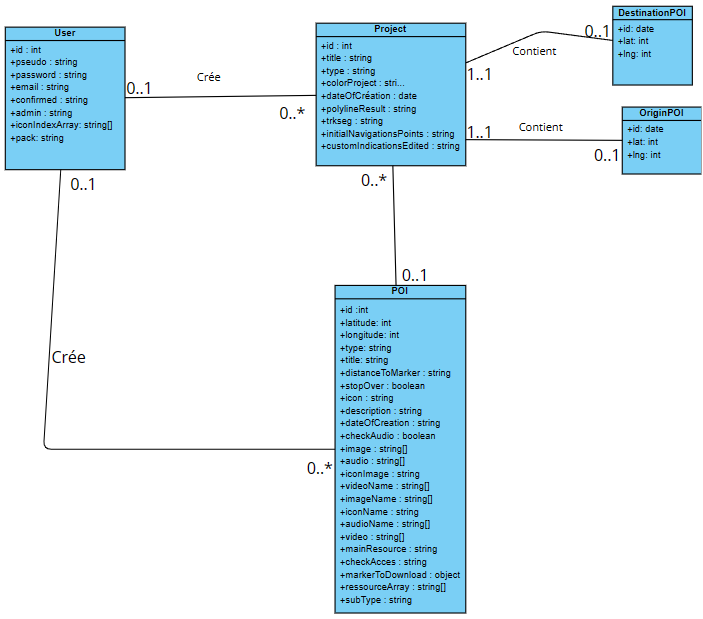 User
+id : int
+pseudo : string
+password : string
+email : string
+confirmed : string
+admin : string
+iconIndexArray: string[]
+pack: string
0..1
Crée
0..*
0..1
Project
+id : int
+title : string
+type : string
+colorProject : stri...
+dateOfCréation : date
+polylineResult : string
+trkseg : string
+initialNavigationsPoints : string
+customIndicationsEdited : string
1..1
Contient
0..1
DestinationPOI
+id: date
+lat: int
+lng: int
1..1
Contient
0..1
OriginPOI
+id: date
+lat: int
+lng: int
0..*
0..1
Crée
0..*
POI
+id :int
+latitude: int
+longitude: int
+type: string
+title: string
+distanceToMarker : string
+stopOver : boolean
+icon : string
+description : string
+dateOfCreation : string
+checkAudio : boolean
+image : string[]
+audio : string[]
+iconImage : string
+videoName : string[]
+imageName : string[]
+iconName : string
+audioName : string[]
+video : string[]
+mainResource : string
+checkAcces : string
+markerToDownload : object
+ressourceArray : string[]
+subType : string